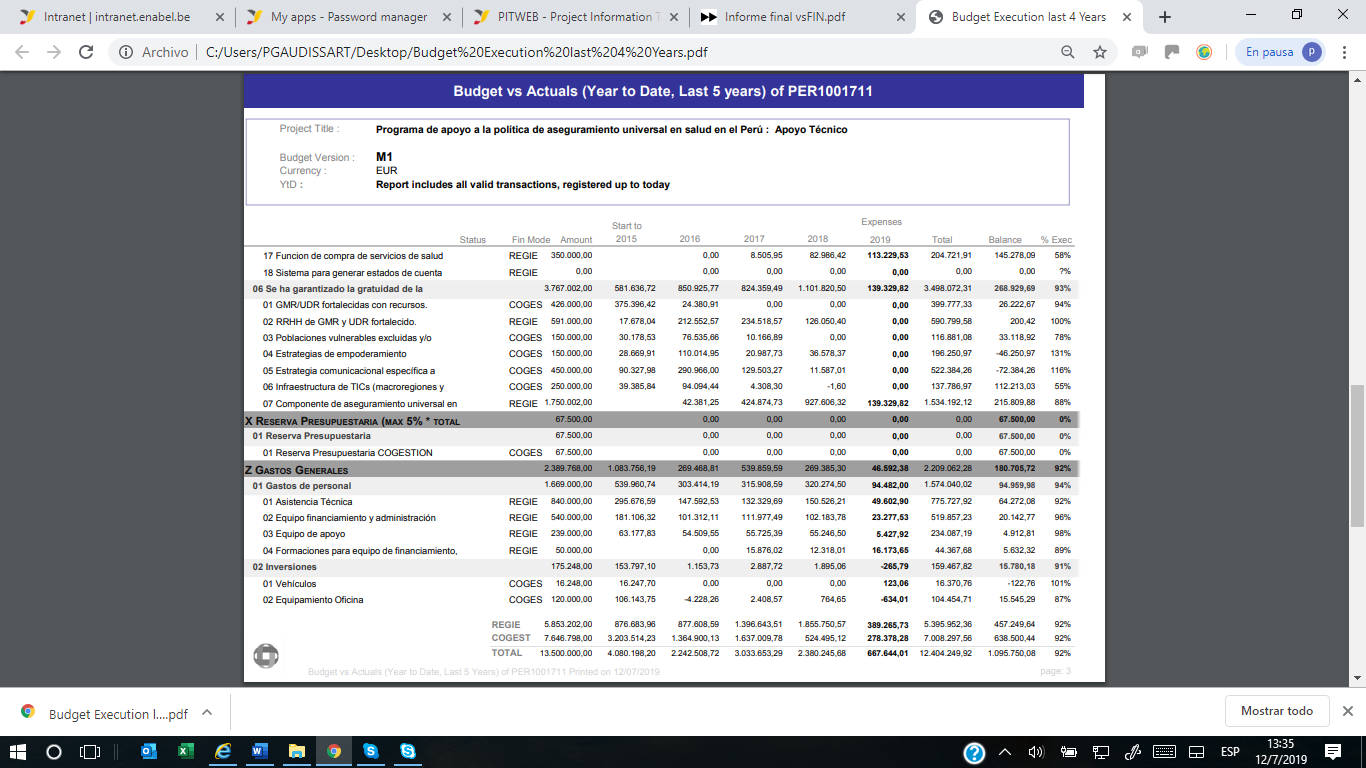 Intranet | intranet.enabel.be
My apps - Password manager
PITWEB - Project Information T
Informe final vsFIN.pdf
Budget Execution last 4 Years
Archivo | C:/Users/PGAUDISSART/Desktop/Budget%20Execution%20last%204%20Years.pdf
En pausa P
Budget vs Actuals (Year to Date, Last 5 years) of PER1001711
Project Title : Programa de apoyo a la política de aseguramiento universal en salud en el Perú : Apoyo Técnico
Budget Version : M1
Currency : EUR
YtD : Report includes all valid transactions, registered up to today
Start to Expenses
Status Fin Mode Amount 2015 2016 2017 2018 2019 Total Balance % Exec
17 Funcion de compra de servicios de salud REGIE 350.000,00 0,00 8.505,95 82.986,42 113.229,53 204.721,91 145.278,09 58%
18 Sistema para generar estados de cuenta REGIE 0,00 0,00 0,00 0,00 0,00 0,00 0,00 ?%
06 Se ha garantizado la gratuidad de la 3.767.002,00 581.636,72 850.925,77 824.359,49 1.101.820,50 139.329,82 3.498.072,31 268.929,69 93%
01 GMR/UDR fortalecidas con recursos. COGES 426.000,00 375.396,42 24.380,91 0,00 0,00 0,00 399.777,33 26.222,67 94%
02 RRHH de GMR y UDR fortalecido. REGIE 591.000,00 17.678,04 212.552,57 234.518,57 126.050,40 0,00 590.799,58 200,42 100%
03 Poblaciones vulnerables excluidas y/o COGES 150.000,00 30.178,53 76.535,66 10.166,89 0,00 0,00 116.881,08 33.118,92 78%
04 Estrategias de empoderamiento COGES 150.000,00 28.669,91 110.014,95 20.987,73 36.578,37 0,00 196.250,97 -46.250,97 131%
05 Estrategia comunicacional específica a COGES 450.000,00 90.327,98 290.966,00 129.503,27 11.587,01 0,00 522.384,26 -72.384,26 116%
06 Infraestructura de TICs (macroregiones y COGES 250.000,00 39.385,84 94.094,44 4.308,30 -1,60 0,00 137.786,97 112.213,03 55%
07 Componente de aseguramiento universal en REGIE 1.750.002,00 42.381,25 424.874,73 927.606,32 139.329,82 1.534.192,12 215.809,88 88%
X RESERVA PRESUPUESTARIA (MAX 5% * TOTAL 67.500,00 0,00 0,00 0,00 0,00 0,00 67.500,00 0%
01 Reserva Presupuestaria 67.500,00 0,00 0,00 0,00 0,00 0,00 67.500,00 0%
01 Reserva Presupuestaria COGESTION COGES 67.500,00 0,00 0,00 0,00 0,00 0,00 67.500,00 0%
Z GASTOS GENERALES 2.389.768,00 1.083.756,19 269.468,81 539.859,59 269.385,30 46.592,38 2.209.062,28 180.705,72 92%
01 Gastos de personal 1.669.000,00 539.960,74 303.414,19 315.908,59 320.274,50 94.482,00 1.574.040,02 94.959,98 94%
01 Asistencia Técnica REGIE 840.000,00 295.676,59 147.592,53 132.329,69 150.526,21 49.602,90 775.727,92 64.272,08 92%
02 Equipo financiamiento y administración REGIE 540.000,00 181.106,32 101.312,11 111.977,49 102.183,78 23.277,53 519.857,23 20.142,77 96%
03 Equipo de apoyo REGIE 239.000,00 63.177,83 54.509,55 55.725,39 55.246,50 5.427,92 234.087,19 4.912,81 98%
04 Formaciones para equipo de financiamiento, REGIE 50.000,00 0,00 15.876,02 12.318,01 16.173,65 44.367,68 5.632,32 89%
02 Inversiones 175.248,00 153.797,10 1.153,73 2.887,72 1.895,06 -265,79 159.467,82 15.780,18 91%
01 Vehículos COGES 16.248,00 16.247,70 0,00 0,00 0,00 123,06 16.370,76 -122,76 101%
02 Equipamiento Oficina COGES 120.000,00 106.143,75 -4.228,26 2.408,57 764,65 -634,01 104.454,71 15.545,29 87%
REGIE 5.853.202,00 876.683,96 877.608,59 1.396.643,51 1.855.750,57 389.265,73 5.395.952,36 457.249,64 92%
COGEST 7.646.798,00 3.203.514,23 1.364.900,13 1.637.009,78 524.495,12 278.378,28 7.008.297,56 638.500,44 92%
TOTAL 13.500.000,00 4.080.198,20 2.242.508,72 3.033.653,29 2.380.245,68 667.644,01 12.404.249,92 1.095.750,08 92%
Budget vs Actuals (Year to Date, Last 5 Years) of PER1001711 Printed on 12/07/2019 page: 3
Budget Execution l....pdf
Mostrar todo
ESP
13:35
12/7/2019